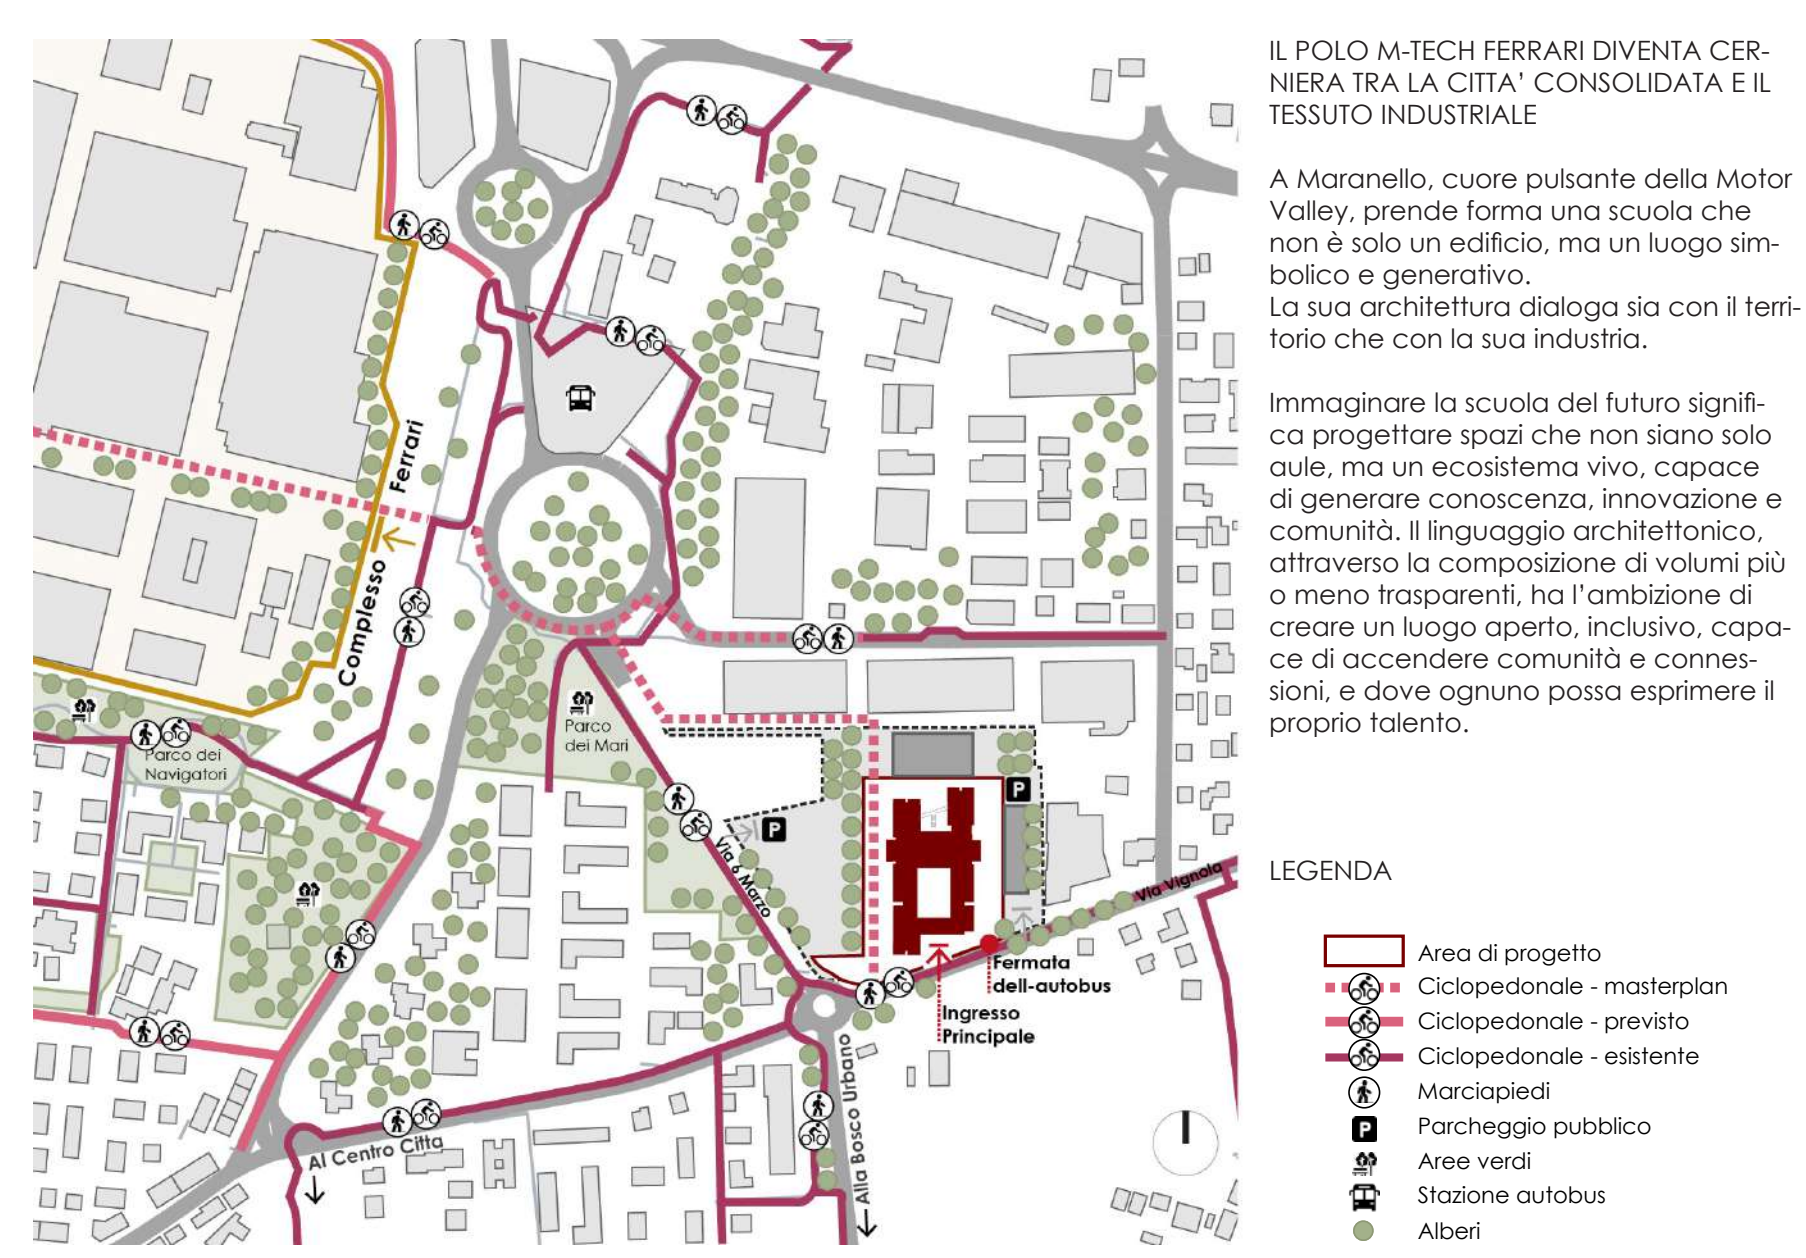 IL POLO M-TECH FERRARI DIVENTA CER-
NIERA TRA LA CITTA' CONSOLIDATA E IL
TESSUTO INDUSTRIALE
A Maranello, cuore pulsante della Motor
Valley, prende forma una scuola che
non è solo un edificio, ma un luogo sim-
bolico e generativo.
La sua architettura dialoga sia con il terri-
torio che con la sua industria.
Immaginare la scuola del futuro signifi-
ca progettare spazi che non siano solo
aule, ma un ecosistema vivo, capace
di generare conoscenza, innovazione e
comunità. Il linguaggio architettonico,
attraverso la composizione di volumi più
o meno trasparenti, ha l'ambizione di
creare un luogo aperto, inclusivo, capa-
ce di accendere comunità e connes-
sioni, e dove ognuno possa esprimere il
proprio talento.
LEGENDA
Area di progetto
Ciclopedonale - masterplan
Ciclopedonale - previsto
Ciclopedonale - esistente
Marciapiedi
P Parcheggio pubblico
Aree verdi
Stazione autobus
Alberi
Complesso Ferrari
Parco
dei Mari
Parco dei
Navigatori
P
P
Via 6 Marzo
Via Vignola
Fermata
dell-autobus
Ingresso
Principale
Al Centro Citta
Alla Bosco Urbano